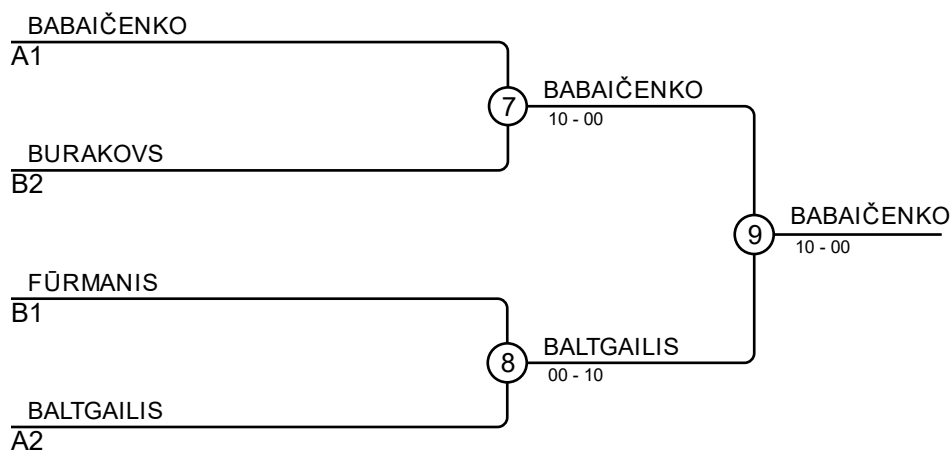 BABAIČENKO
A1
7
BABAIČENKO
10 - 00
BURAKOVS
B2
9
BABAIČENKO
10 - 00
FŪRMANIS
B1
8
BALTGAILIS
00 - 10
BALTGAILIS
A2